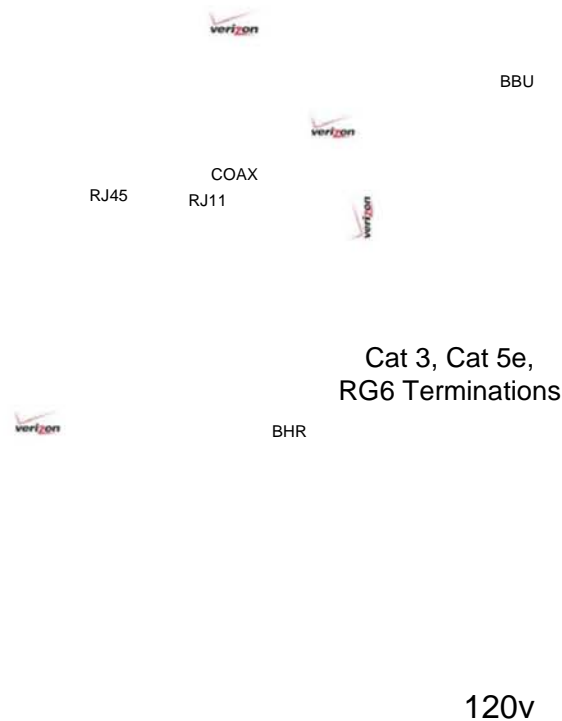 verizon
BBU
verizon
COAX
RJ45 RJ11
verizon
Cat 3, Cat 5e,
RG6 Terminations
verizon
BHR
120v